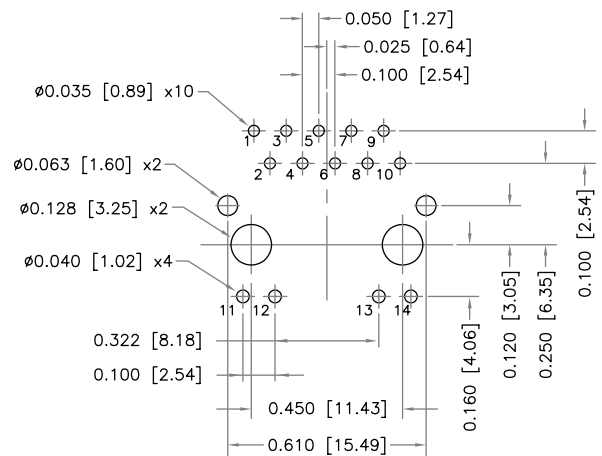 0.050 [1.27]
0.025 [0.64]
0.100 [2.54]
ø0.035 [0.89] x10
1 3 5 7 9
2 4 6 8 10
ø0.063 [1.60] x2
ø0.128 [3.25] x2
ø0.040 [1.02] x4
11 12 13 14
0.322 [8.18]
0.100 [2.54]
0.450 [11.43]
0.610 [15.49]
0.160 [4.06]
0.120 [3.05]
0.250 [6.35]
0.100 [2.54]